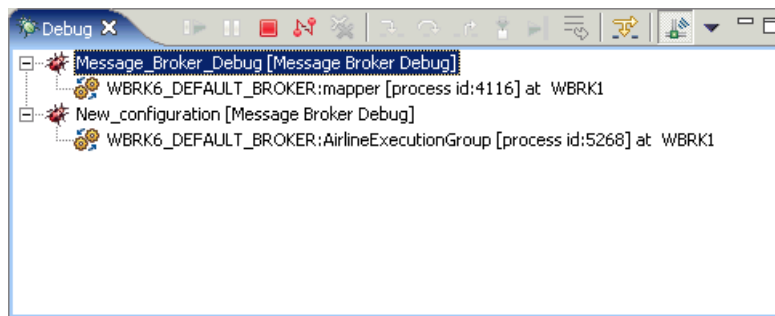 Debug
Message_Broker_Debug [Message Broker Debug]
WBRK6_DEFAULT_BROKER:mapper [process id:4116] at WBRK1
New_configuration [Message Broker Debug]
WBRK6_DEFAULT_BROKER:AirlineExecutionGroup [process id:5268] at WBRK1